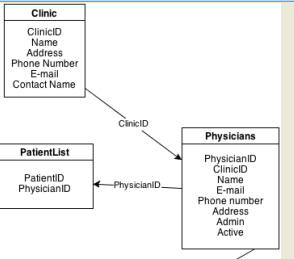 Clinic
ClinicID
Name
Address
Phone Number
E-mail
Contact Name
ClinicID
Physicians
PhysicianID
ClinicID
Name
E-mail
Phone number
Address
Admin
Active
PatientList
PatientID
PhysicianID
PhysicianID